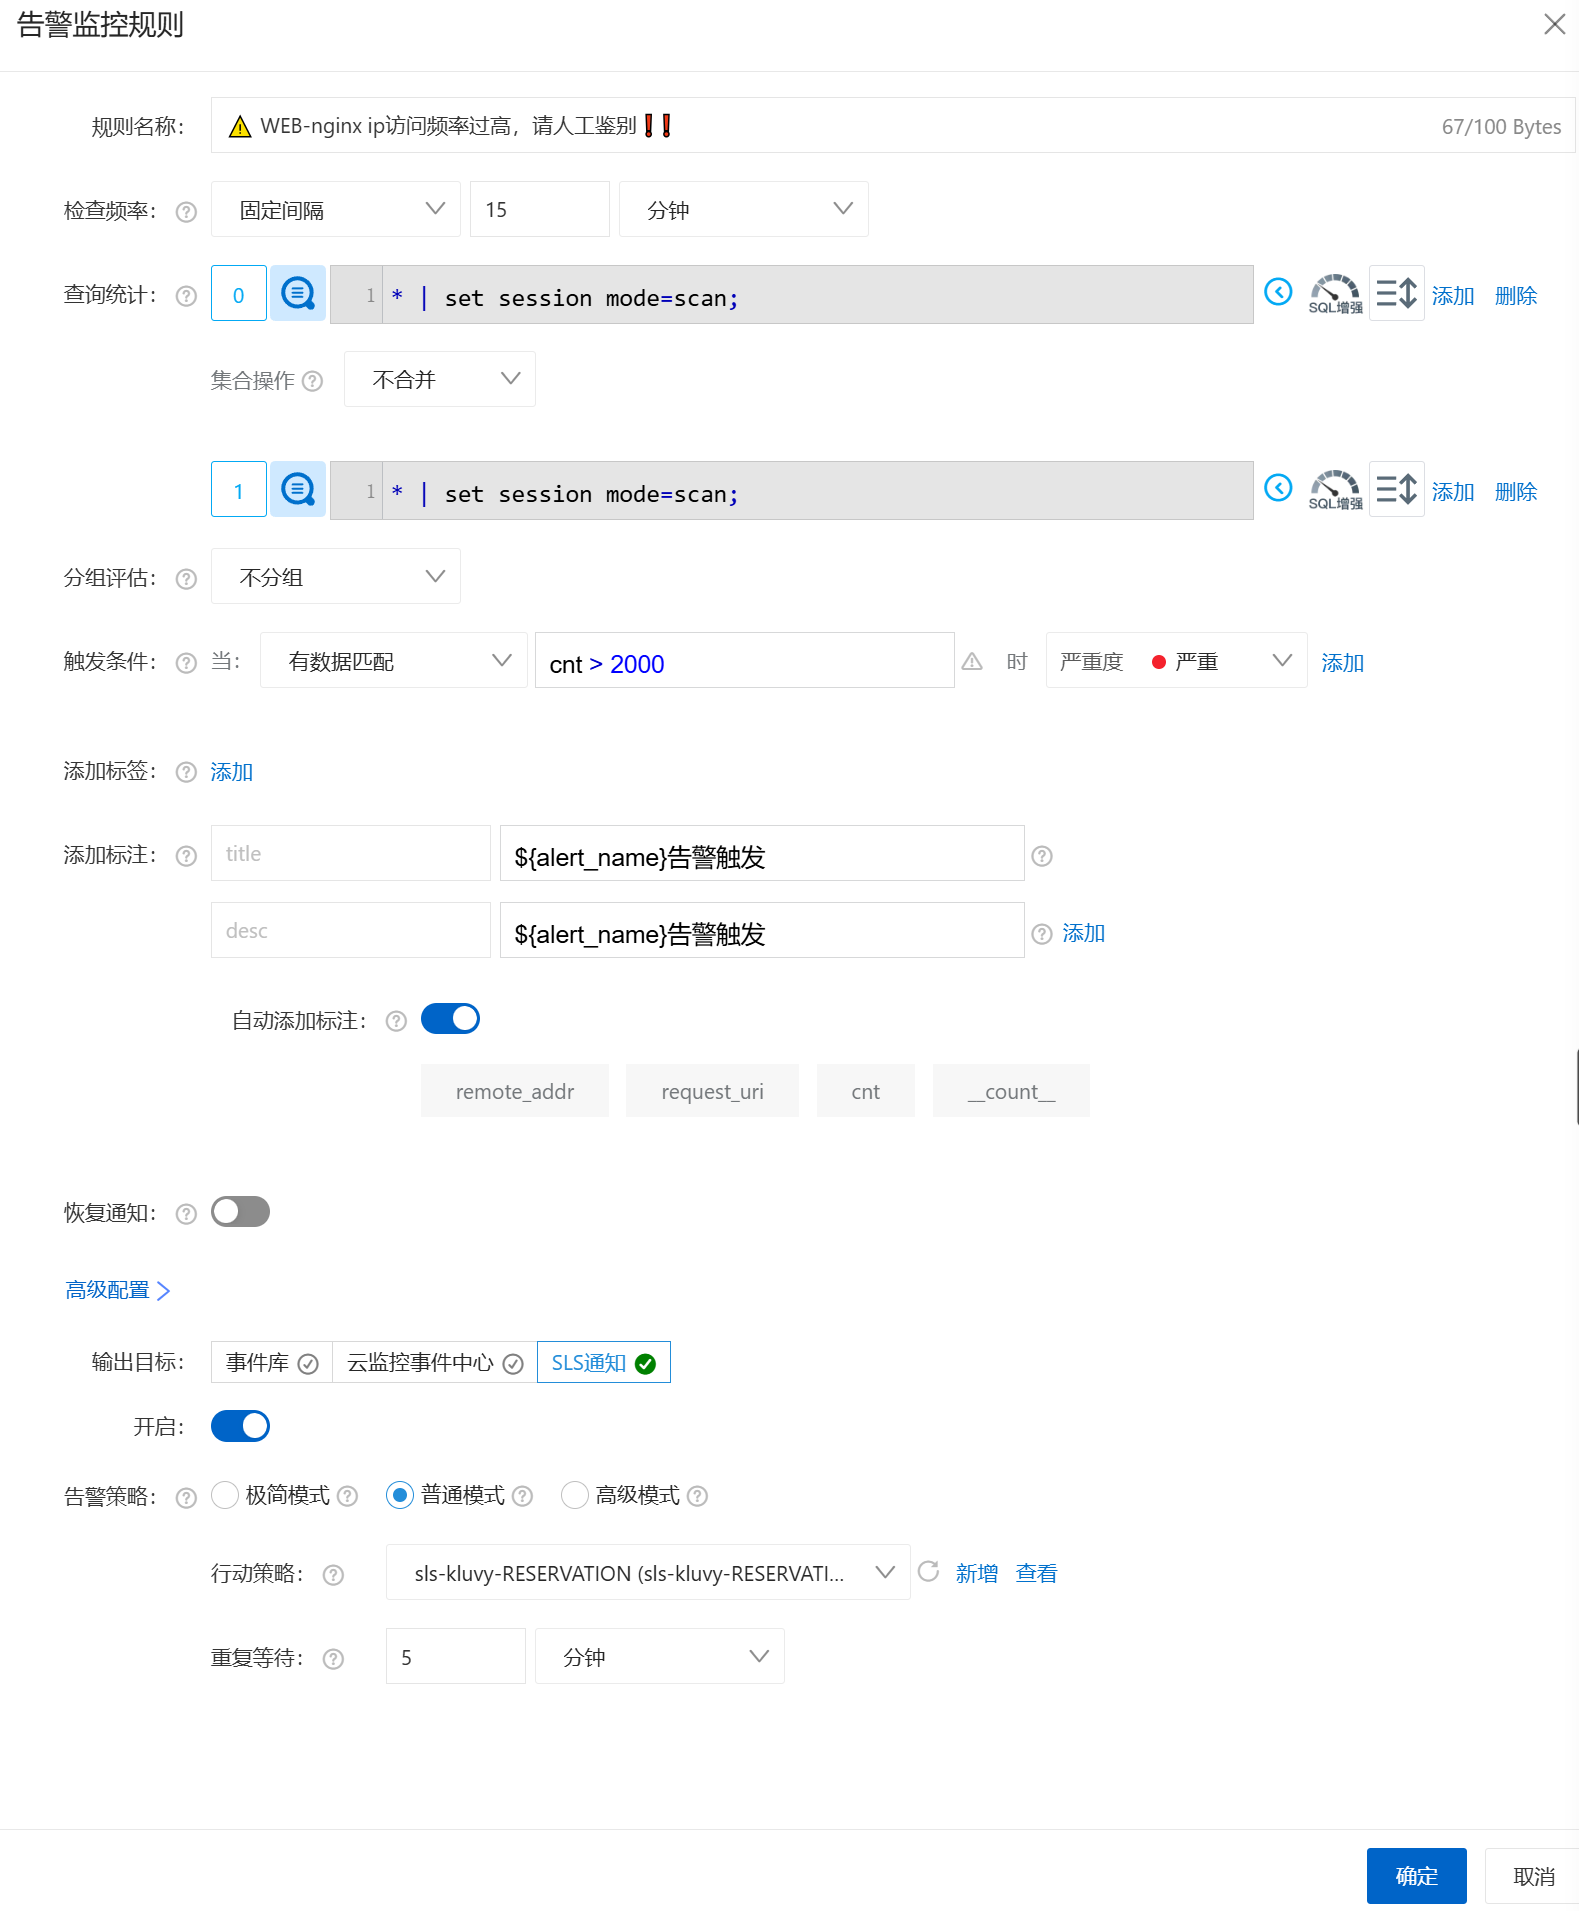 告警监控规则
规则名称： ⚠️ WEB-nginx ip访问频率过高，请人工鉴别❗❗ 67/100 Bytes
检查频率： 固定间隔 15 分钟
查询统计： 0 1 * | set session mode=scan; SQL增强 添加 删除
集合操作 不合并
1 1 * | set session mode=scan; SQL增强 添加 删除
分组评估： 不分组
触发条件： 当： 有数据匹配 cnt > 2000 时 严重度 严重 添加
添加标签： 添加
添加标注： title ${alert_name}告警触发
desc ${alert_name}告警触发 添加
自动添加标注：
remote_addr request_uri cnt __count__
恢复通知：
高级配置
输出目标： 事件库 云监控事件中心 SLS通知
开启：
告警策略： 极简模式 普通模式 高级模式
行动策略： sls-kluvy-RESERVATION (sls-kluvy-RESERVATI... 新增 查看
重复等待： 5 分钟
确定 取消